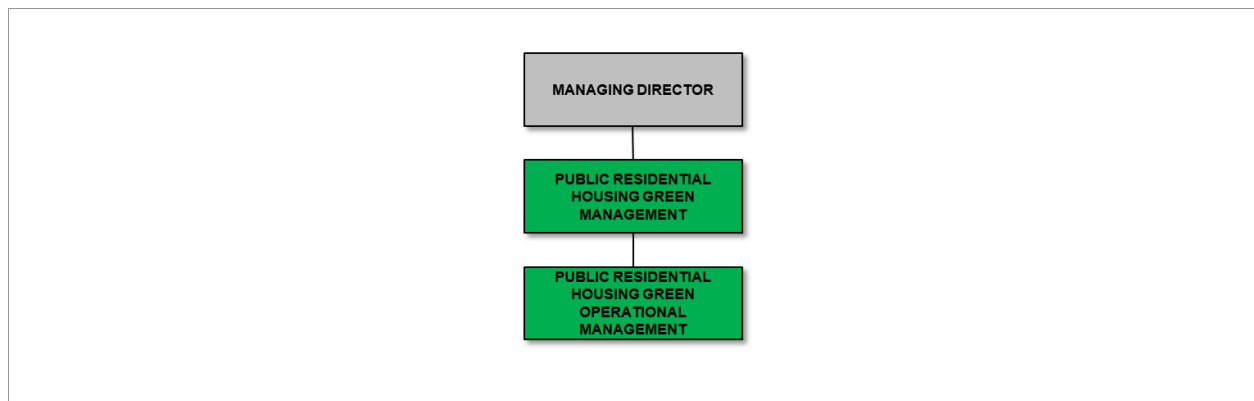 MANAGING DIRECTOR
PUBLIC RESIDENTIAL
HOUSING GREEN
MANAGEMENT
PUBLIC RESIDENTIAL
HOUSING GREEN
OPERATIONAL
MANAGEMENT